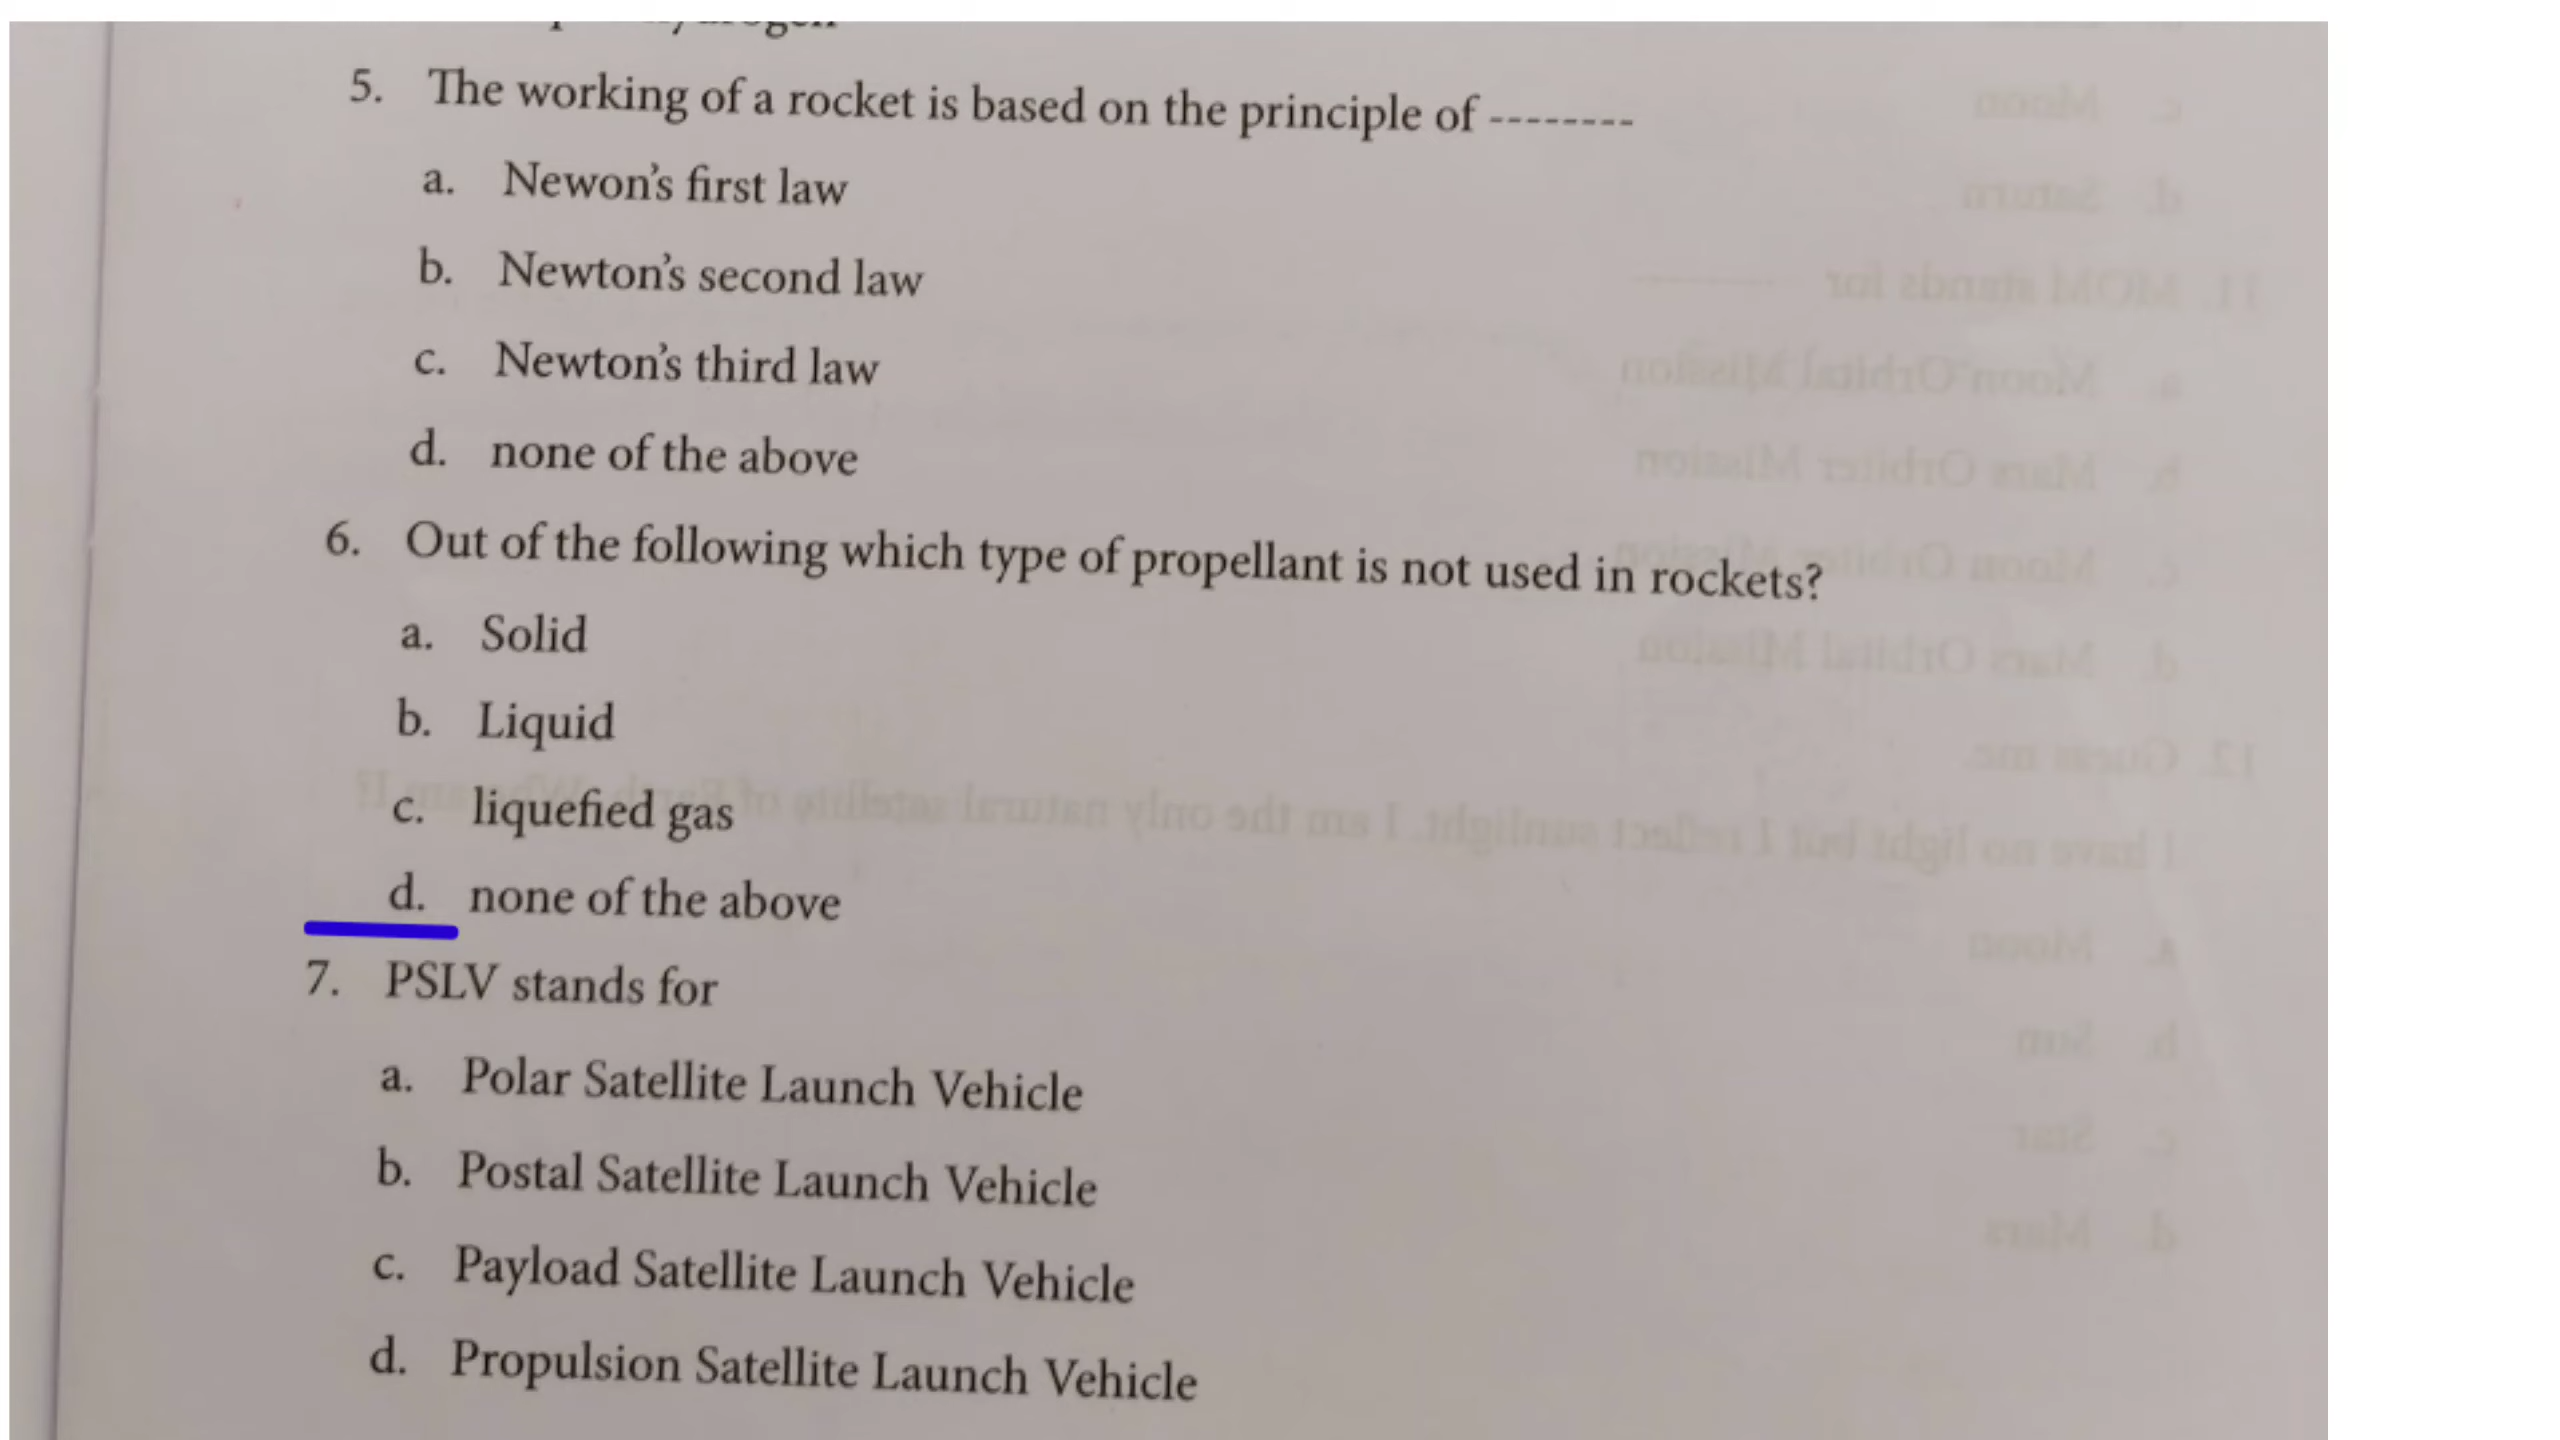 5. The working of a rocket is based on the principle of --------
a. Newon's first law
b. Newton's second law
c. Newton's third law
d. none of the above
6. Out of the following which type of propellant is not used in rockets?
a. Solid
b. Liquid
c. liquefied gas
d. none of the above
7. PSLV stands for
a. Polar Satellite Launch Vehicle
b. Postal Satellite Launch Vehicle
c. Payload Satellite Launch Vehicle
d. Propulsion Satellite Launch Vehicle